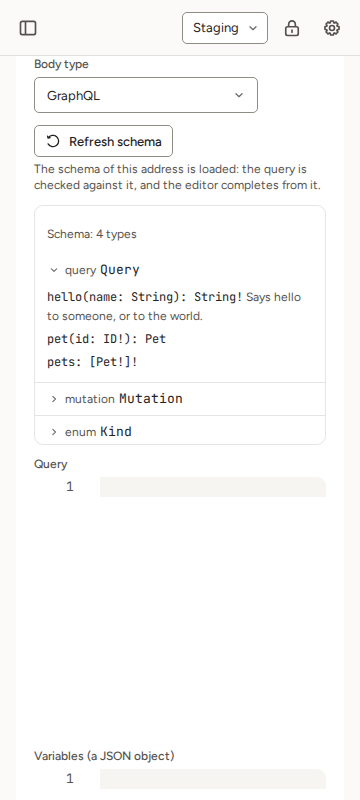 Staging
Body type
GraphQL
Refresh schema
The schema of this address is loaded: the query is
checked against it, and the editor completes from it.
Schema: 4 types
query Query
hello(name: String): String! Says hello
to someone, or to the world.
pet(id: ID!): Pet
pets: [Pet!]!
mutation Mutation
enum Kind
Query
1
Variables (a JSON object)
1